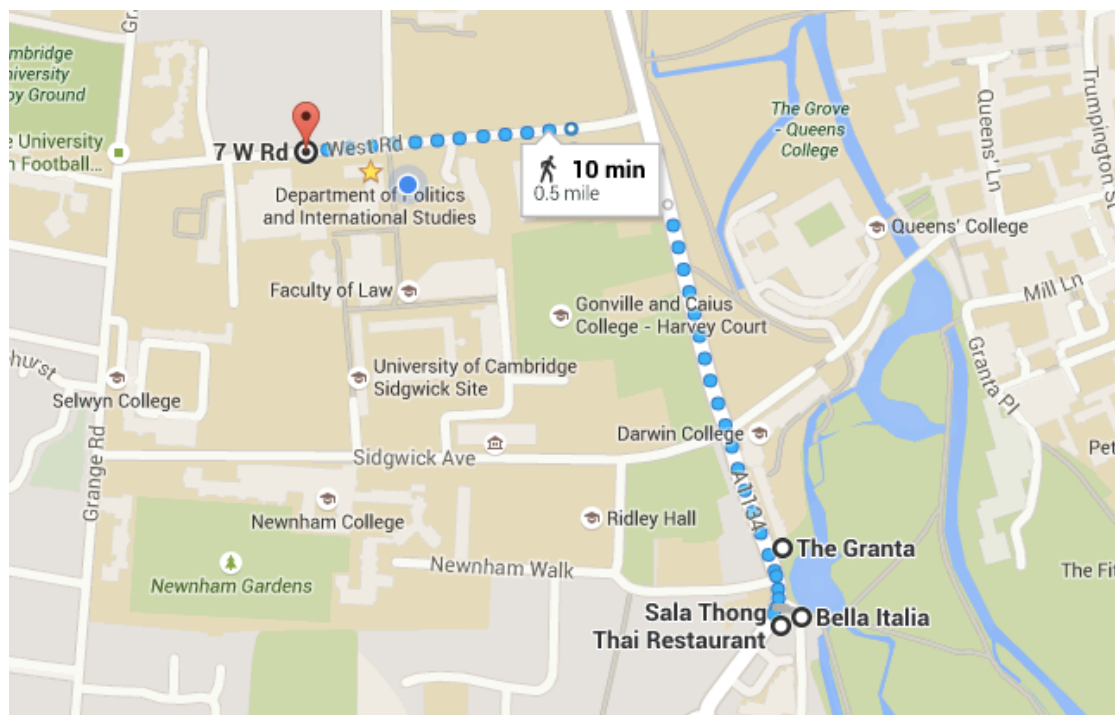 Gra
mbridge
niversity
by Ground
e University
n Football...
7 W Rd
West Rd
10 min
0.5 mile
Department of Politics
and International Studies
Faculty of Law
Gonville and Caius
College - Harvey Court
University of Cambridge
Sidgwick Site
hurst
Selwyn College
Grange Rd
Sidgwick Ave
Newnham College
Newnham Gardens
Newnham Walk
Ridley Hall
Darwin College
A1134
The Grove
- Queens
College
Queens' College
Queens' Ln
Trumpington St
Mill Ln
Granta Pl
Pet
The Fit
The Granta
Sala Thong
Thai Restaurant
Bella Italia